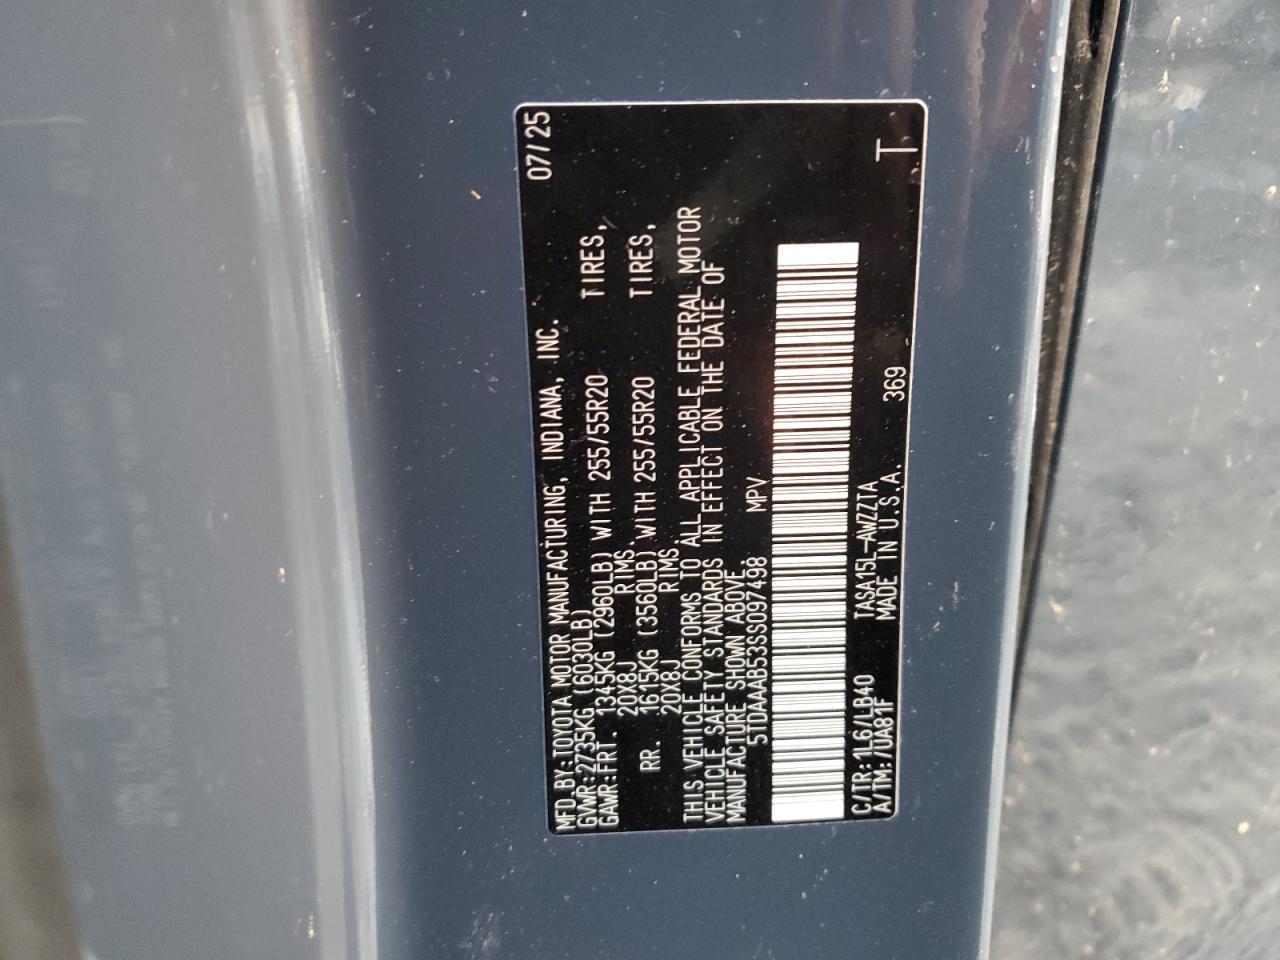 MFD.BY:TOYOTA MOTOR MANUFACTURING, INDIANA, INC. 07/25
GVWR:2735KG (6030LB)
GAWR:FRT. 1345KG (2960LB) WITH 255/55R20 TIRES,
20X8J RIMS.
RR. 1615KG (3560LB) WITH 255/55R20 TIRES,
20X8J RIMS.
THIS VEHICLE CONFORMS TO ALL APPLICABLE FEDERAL MOTOR
VEHICLE SAFETY STANDARDS IN EFFECT ON THE DATE OF
MANUFACTURE SHOWN ABOVE.
5TDAAAB53SS097498 MPV
C/TR:1L6/LB40 TASA15L-AWZZTA
A/TM:/UA81F MADE IN U.S.A. 369 T